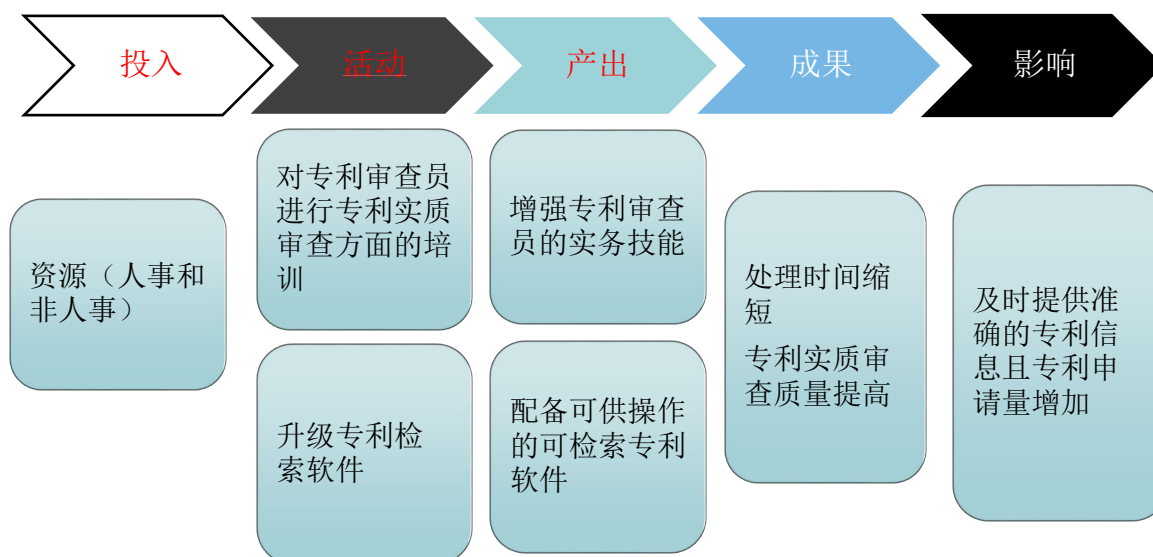 投入
活动
产出
成果
影响
资源（人事和
非人事）
对专利审查员
进行专利实质
审查方面的培
训
升级专利检
索软件
增强专利审查
员的实务技能
配备可供操作
的可检索专利
软件
处理时间缩
短
专利实质审
查质量提高
及时提供准
确的专利信
息且专利申
请量增加